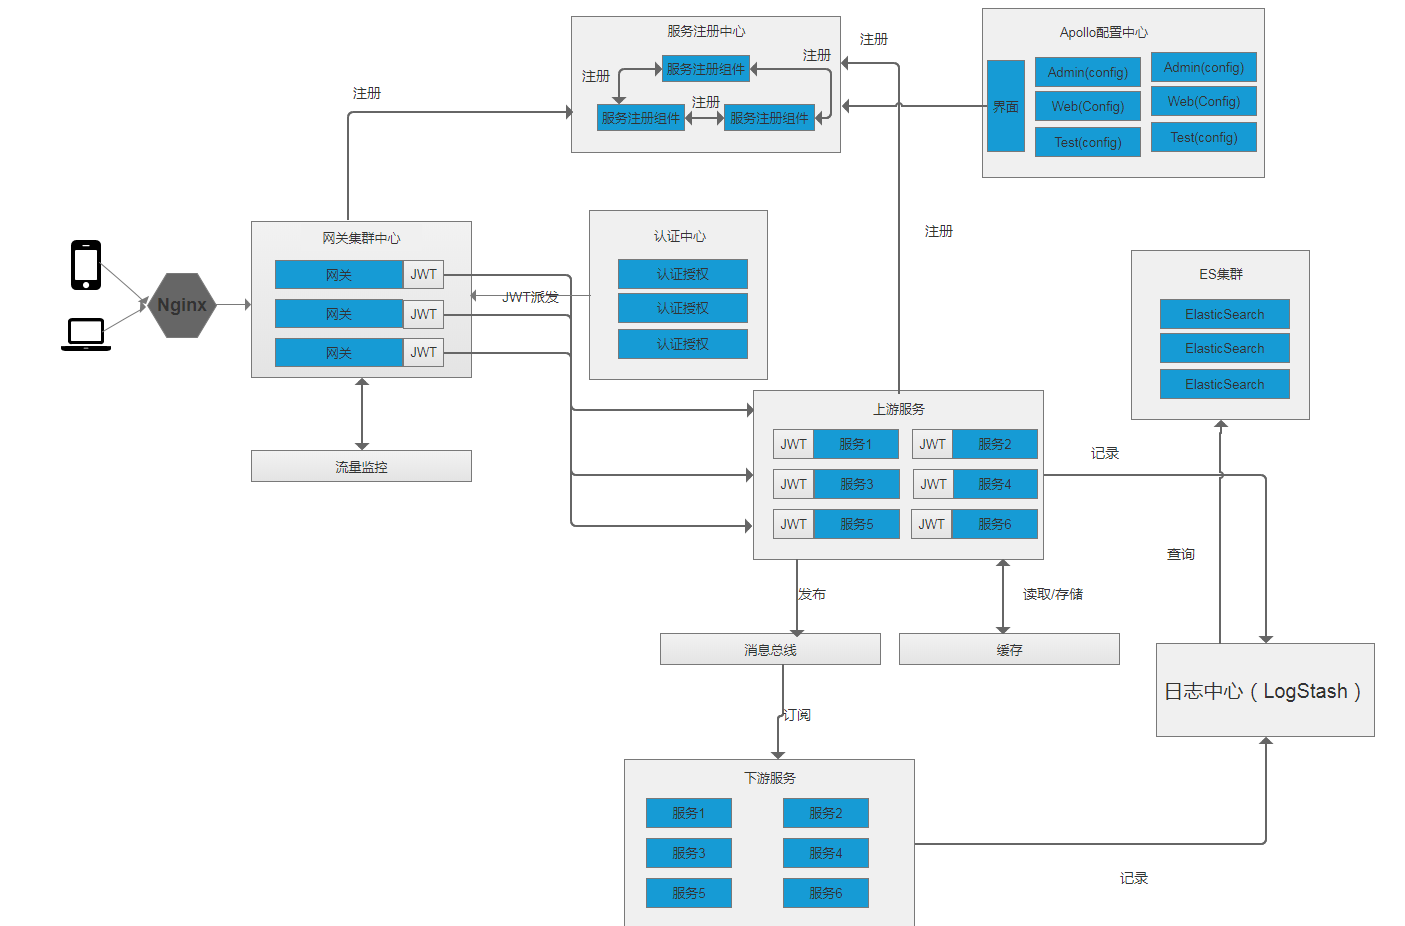 服务注册中心
服务注册组件
注册
注册
注册
服务注册组件
服务注册组件
注册
注册
Apollo配置中心
界面
Admin(config)
Admin(config)
Web(Config)
Web(Config)
Test(config)
Test(config)
注册
Nginx
网关集群中心
网关
JWT
网关
JWT
网关
JWT
流量监控
JWT派发
认证中心
认证授权
认证授权
认证授权
ES集群
ElasticSearch
ElasticSearch
ElasticSearch
上游服务
JWT
服务1
JWT
服务2
JWT
服务3
JWT
服务4
JWT
服务5
JWT
服务6
记录
查询
发布
读取/存储
消息总线
缓存
日志中心（LogStash）
订阅
下游服务
服务1
服务2
服务3
服务4
服务5
服务6
记录